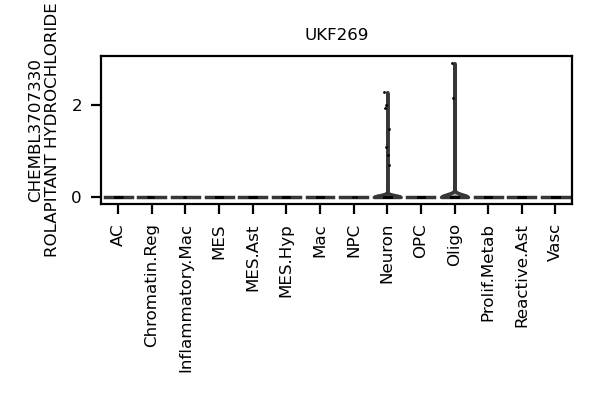 UKF269
CHEMBL3707330
ROLAPITANT HYDROCHLORIDE
2
0
AC
Chromatin.Reg
Inflammatory.Mac
MES
MES.Ast
MES.Hyp
Mac
NPC
Neuron
OPC
Oligo
Prolif.Metab
Reactive.Ast
Vasc